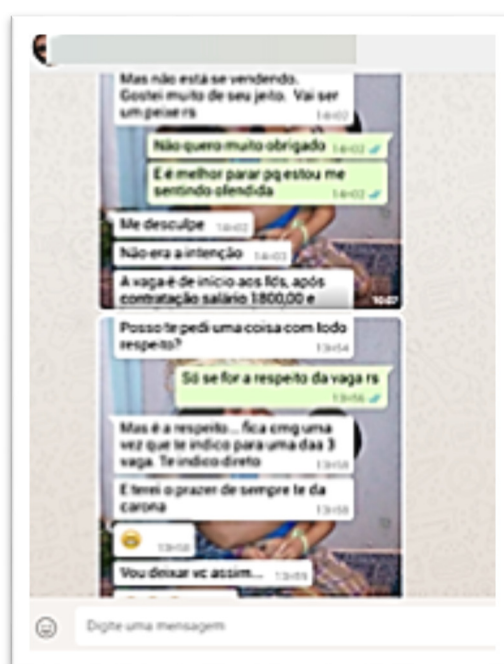 Mas não está se vendendo.
Gostei muito de seu jeito. Vai ser
um peixe rs
14:02
Não quero muito obrigado 14:02
E é melhor parar pq estou me
sentindo ofendida
14:02
Me desculpe 14:02
Não era a intenção 14:03
A vaga é de início aos fds, após
contratação salário 1800,00 e
Posso te pedi uma coisa com todo
respeito?
13:54
Só se for a respeito da vaga rs
13:56
Mas é a respeito... fica cmg uma
vez que te indico para uma daa 3
vaga. Te indico direto
13:58
E terei o prazer de sempre te da
carona
13:58
13:58
Vou deixar vc assim... 13:59
Digite uma mensagem